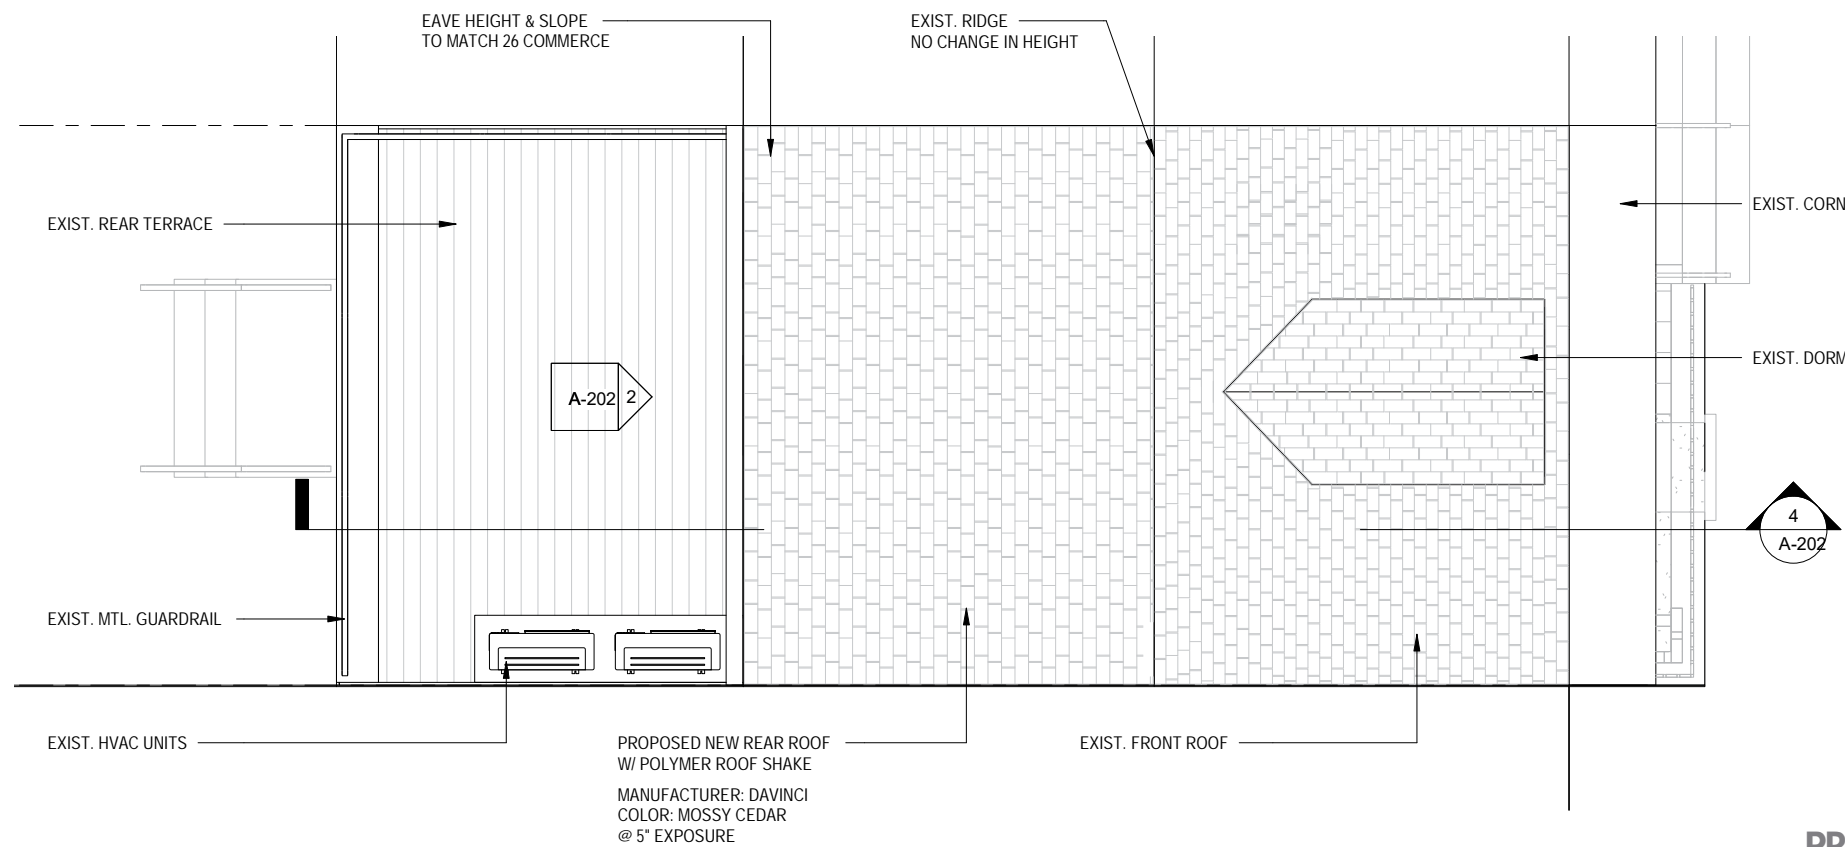 EAVE HEIGHT & SLOPE
TO MATCH 26 COMMERCE
EXIST. RIDGE
NO CHANGE IN HEIGHT
EXIST. REAR TERRACE
EXIST. CORN
EXIST. DORM
A-202 2
4
A-202
EXIST. MTL. GUARDRAIL
EXIST. HVAC UNITS
PROPOSED NEW REAR ROOF
W/ POLYMER ROOF SHAKE
MANUFACTURER: DAVINCI
COLOR: MOSSY CEDAR
@ 5" EXPOSURE
EXIST. FRONT ROOF